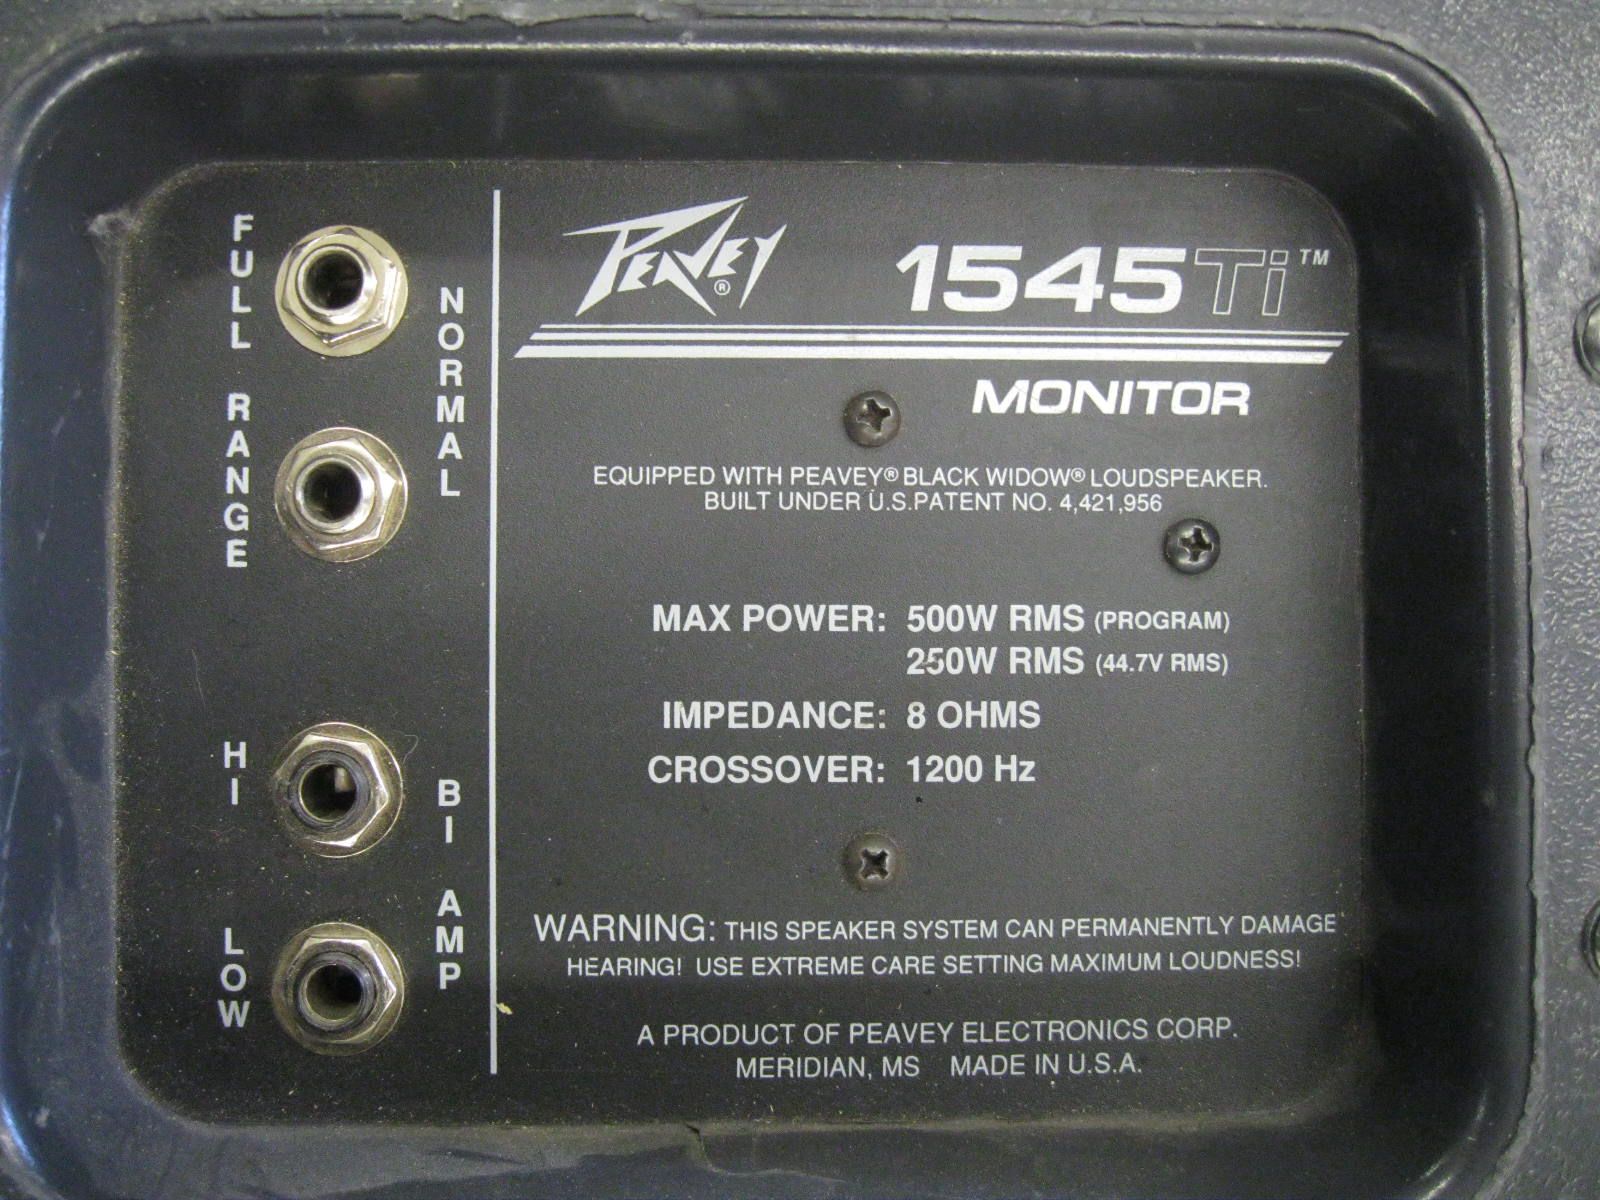 FULL RANGE
NORMAL
HI
LOW
BI AMP
PEAVEY®
1545Ti™
MONITOR
EQUIPPED WITH PEAVEY® BLACK WIDOW® LOUDSPEAKER.
BUILT UNDER U.S.PATENT NO. 4,421,956
MAX POWER: 500W RMS (PROGRAM)
250W RMS (44.7V RMS)
IMPEDANCE: 8 OHMS
CROSSOVER: 1200 Hz
WARNING: THIS SPEAKER SYSTEM CAN PERMANENTLY DAMAGE
HEARING! USE EXTREME CARE SETTING MAXIMUM LOUDNESS!
A PRODUCT OF PEAVEY ELECTRONICS CORP.
MERIDIAN, MS MADE IN U.S.A.